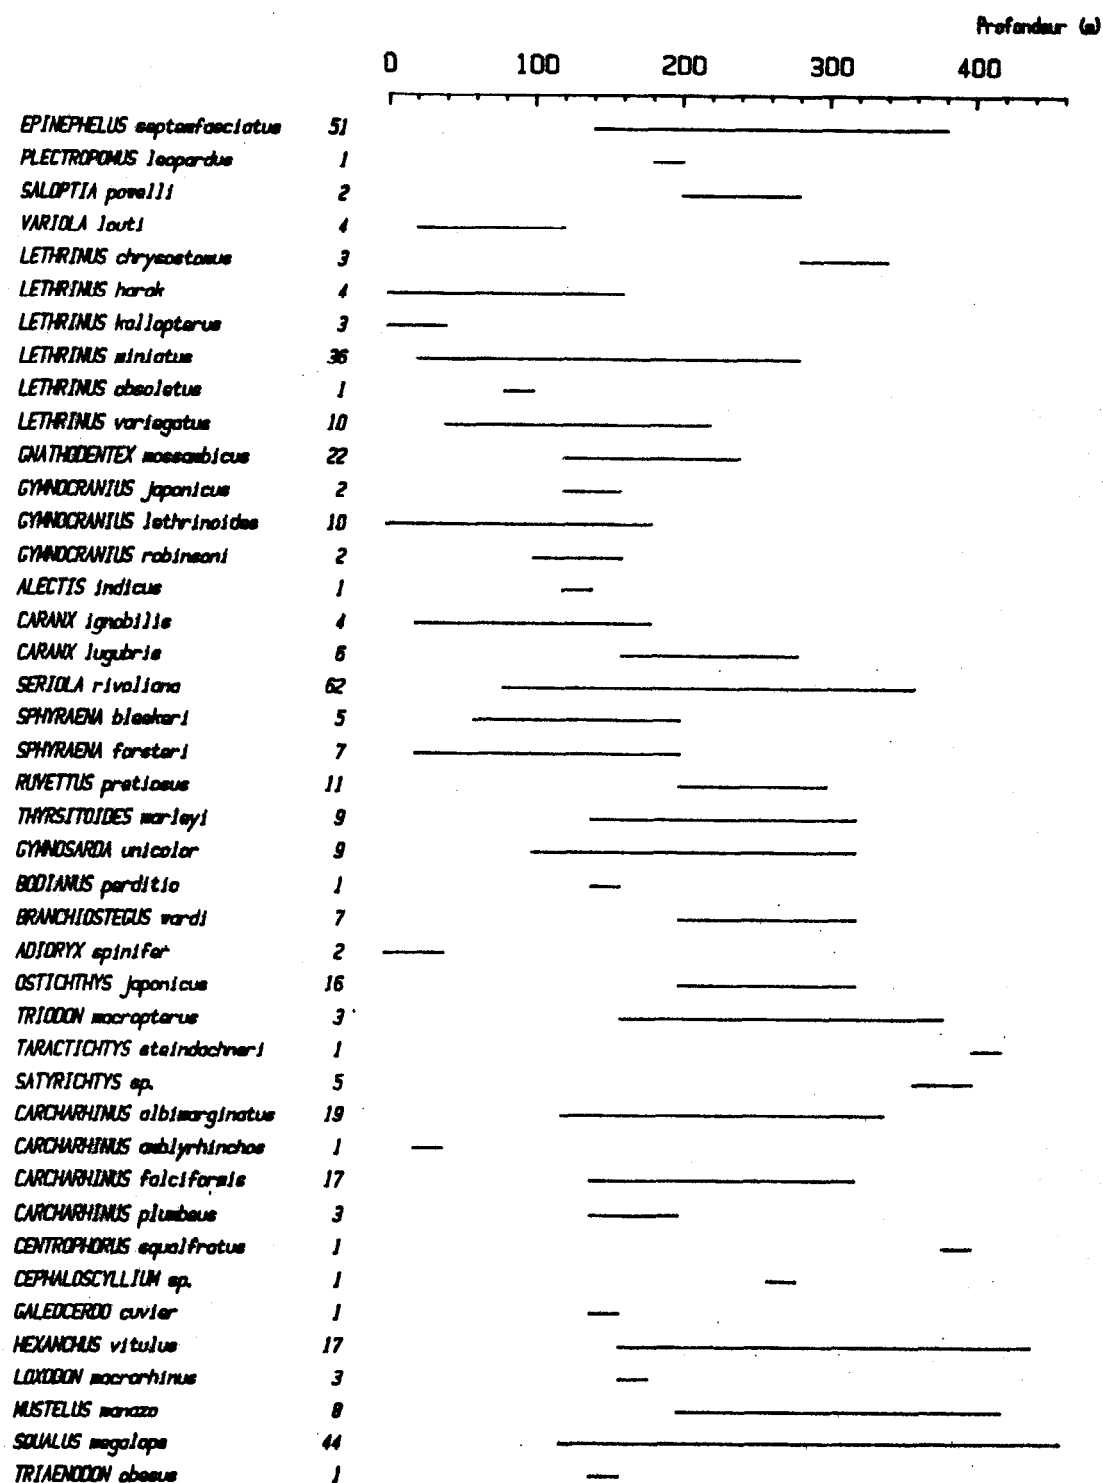 Profondeur (m)
0 100 200 300 400
EPINEPHELUS septemfasciatus 51
PLECTROPOMUS leopardus 1
SALOPTIA powelli 2
VARIOLA louti 4
LETHRINUS chrysostomus 3
LETHRINUS harak 4
LETHRINUS kallopterus 3
LETHRINUS miniatus 36
LETHRINUS obsoletus 1
LETHRINUS variegatus 10
GNATHODENTEX mossambicus 22
GYMNOCRANIUS japonicus 2
GYMNOCRANIUS lethrinoides 10
GYMNOCRANIUS robinsoni 2
ALECTIS indicus 1
CARANX ignobilis 4
CARANX lugubris 6
SERIOLA rivoliana 62
SPHYRAENA bleekeri 5
SPHYRAENA forsteri 7
RUVETTUS pretiosus 11
THYRSITOIDES marleyi 9
GYMNOSARDA unicolor 9
BODIANUS perditio 1
BRANCHIOSTEGUS wardi 7
ADIORYX spinifer 2
OSTICHTHYS japonicus 16
TRIODON macropterus 3
TARACTICHTYS steindachneri 1
SATYRICHTYS sp. 5
CARCHARHINUS albimarginatus 19
CARCHARHINUS amblyrhinchos 1
CARCHARHINUS falciformis 17
CARCHARHINUS plumbeus 3
CENTROPHORUS squalfratus 1
CEPHALOSCYLLIUM sp. 1
GALEOCERDO cuvier 1
HEXANCHUS vitulus 17
LOXODON macrorhinus 3
MUSTELUS manazo 8
SQUALUS megalops 44
TRIAENODON obesus 1